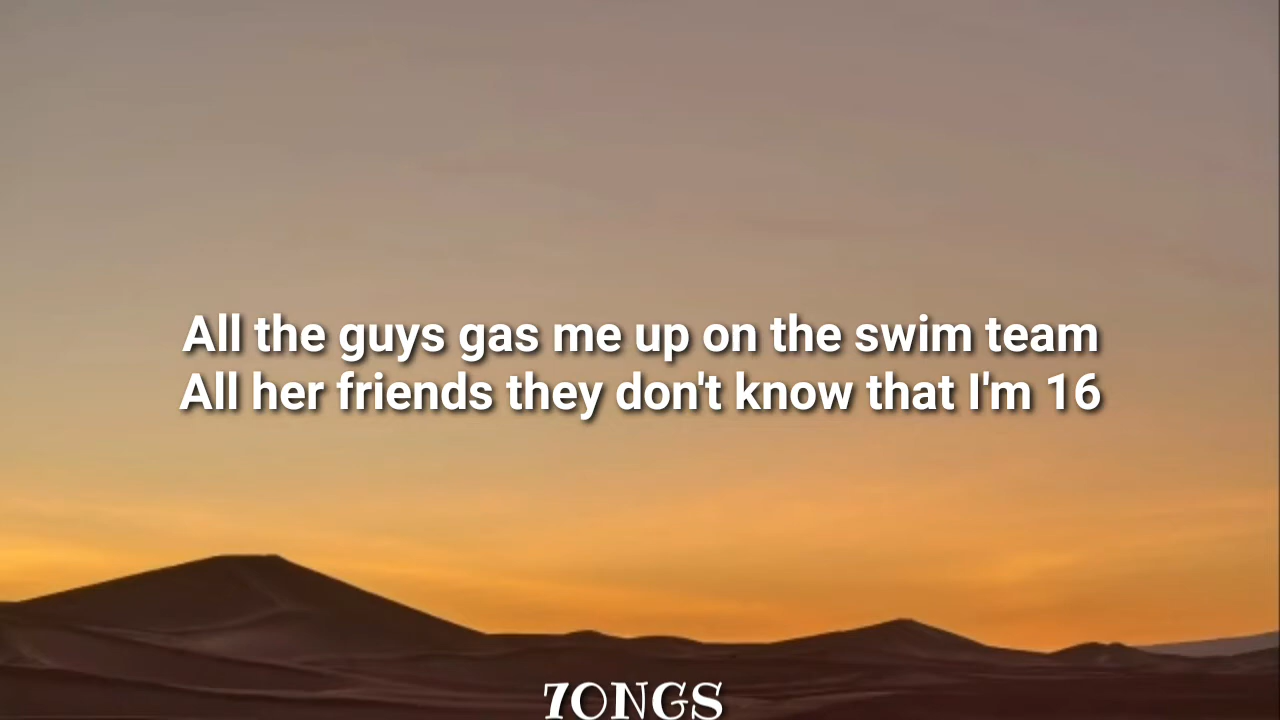 All the guys gas me up on the swim team
All her friends they don't know that I'm 16
7ONGS